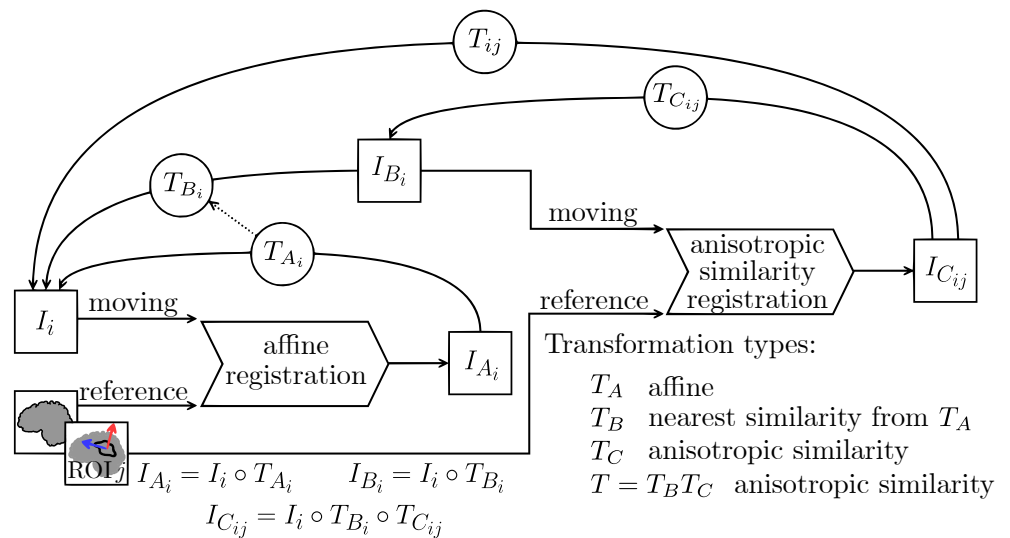 T_{ij}
T_{C_{ij}}
I_{B_i}
T_{B_i}
moving
anisotropic
similarity
registration
T_{A_i}
I_{C_{ij}}
I_i
moving
reference
affine
registration
I_{A_i}
Transformation types:
T_A affine
reference
T_B nearest similarity from T_A
T_C anisotropic similarity
ROI j
I_{A_i} = I_i ∘ T_{A_i}
I_{B_i} = I_i ∘ T_{B_i}
T = T_B T_C anisotropic similarity
I_{C_{ij}} = I_i ∘ T_{B_i} ∘ T_{C_{ij}}